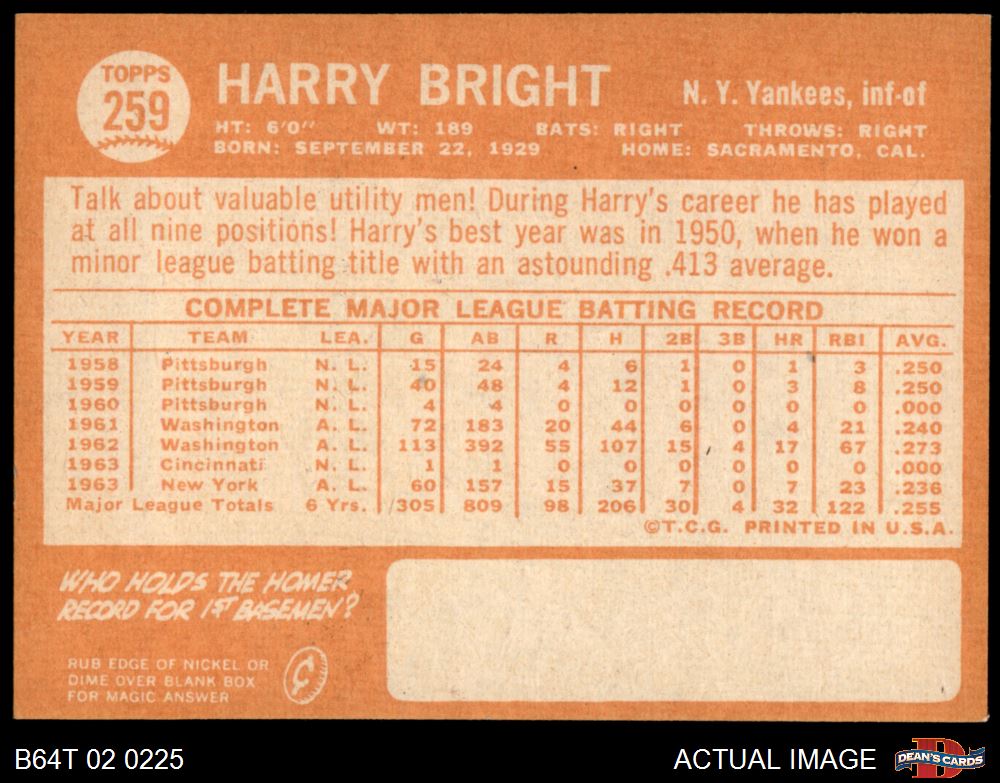 TOPPS
259
HARRY BRIGHT
N. Y. Yankees, inf-of
HT: 6'0" WT: 189 BATS: RIGHT THROWS: RIGHT
BORN: SEPTEMBER 22, 1929 HOME: SACRAMENTO, CAL.
Talk about valuable utility men! During Harry's career he has played
at all nine positions! Harry's best year was in 1950, when he won a
minor league batting title with an astounding .413 average.
COMPLETE MAJOR LEAGUE BATTING RECORD
YEAR TEAM LEA. G AB R H 2B 3B HR RBI AVG.
1958 Pittsburgh N. L. 15 24 4 6 1 0 1 3 .250
1959 Pittsburgh N. L. 40 48 4 12 1 0 3 8 .250
1960 Pittsburgh N. L. 4 4 0 0 0 0 0 0 .000
1961 Washington A. L. 72 183 20 44 6 0 4 21 .240
1962 Washington A. L. 113 392 55 107 15 4 17 67 .273
1963 Cincinnati N. L. 1 1 0 0 0 0 0 0 .000
1963 New York A. L. 60 157 15 37 7 0 7 23 .236
Major League Totals 6 Yrs. 305 809 98 206 30 4 32 122 .255
©T.C.G. PRINTED IN U.S.A.
WHO HOLDS THE HOMER
RECORD FOR 1ST BASEMEN?
RUB EDGE OF NICKEL OR
DIME OVER BLANK BOX
FOR MAGIC ANSWER
¢
B64T 02 0225
ACTUAL IMAGE
D
DEAN'S CARDS